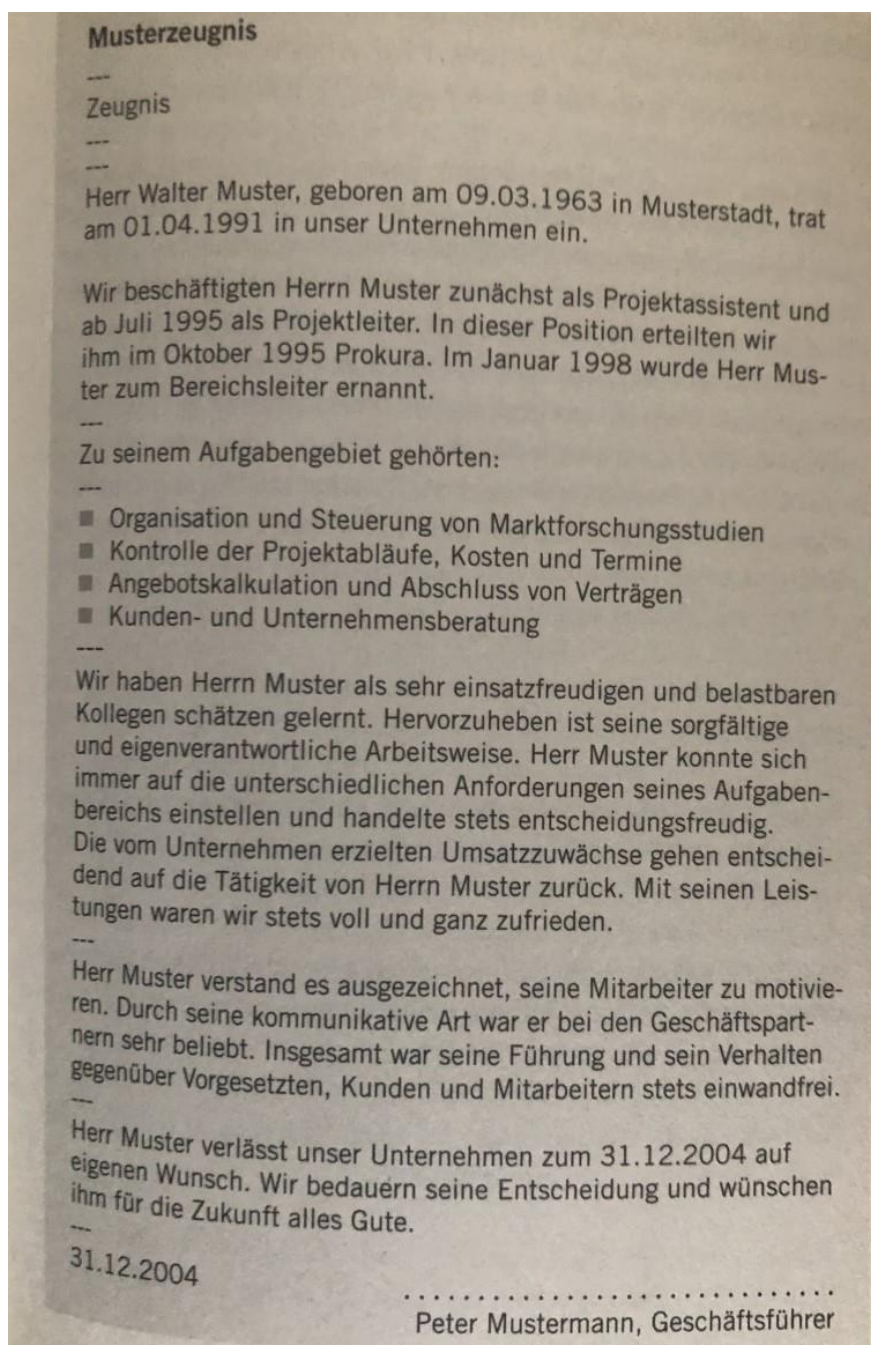 Musterzeugnis
---
Zeugnis
---
---
Herr Walter Muster, geboren am 09.03.1963 in Musterstadt, trat
am 01.04.1991 in unser Unternehmen ein.
Wir beschäftigten Herrn Muster zunächst als Projektassistent und
ab Juli 1995 als Projektleiter. In dieser Position erteilten wir
ihm im Oktober 1995 Prokura. Im Januar 1998 wurde Herr Mus-
ter zum Bereichsleiter ernannt.
---
Zu seinem Aufgabengebiet gehörten:
---
■ Organisation und Steuerung von Marktforschungsstudien
■ Kontrolle der Projektabläufe, Kosten und Termine
■ Angebotskalkulation und Abschluss von Verträgen
■ Kunden- und Unternehmensberatung
---
Wir haben Herrn Muster als sehr einsatzfreudigen und belastbaren
Kollegen schätzen gelernt. Hervorzuheben ist seine sorgfältige
und eigenverantwortliche Arbeitsweise. Herr Muster konnte sich
immer auf die unterschiedlichen Anforderungen seines Aufgaben-
bereichs einstellen und handelte stets entscheidungsfreudig.
Die vom Unternehmen erzielten Umsatzzuwächse gehen entschei-
dend auf die Tätigkeit von Herrn Muster zurück. Mit seinen Leis-
tungen waren wir stets voll und ganz zufrieden.
---
Herr Muster verstand es ausgezeichnet, seine Mitarbeiter zu motivie-
ren. Durch seine kommunikative Art war er bei den Geschäftspart-
nern sehr beliebt. Insgesamt war seine Führung und sein Verhalten
gegenüber Vorgesetzten, Kunden und Mitarbeitern stets einwandfrei.
---
Herr Muster verlässt unser Unternehmen zum 31.12.2004 auf
eigenen Wunsch. Wir bedauern seine Entscheidung und wünschen
ihm für die Zukunft alles Gute.
---
31.12.2004
..............................
Peter Mustermann, Geschäftsführer